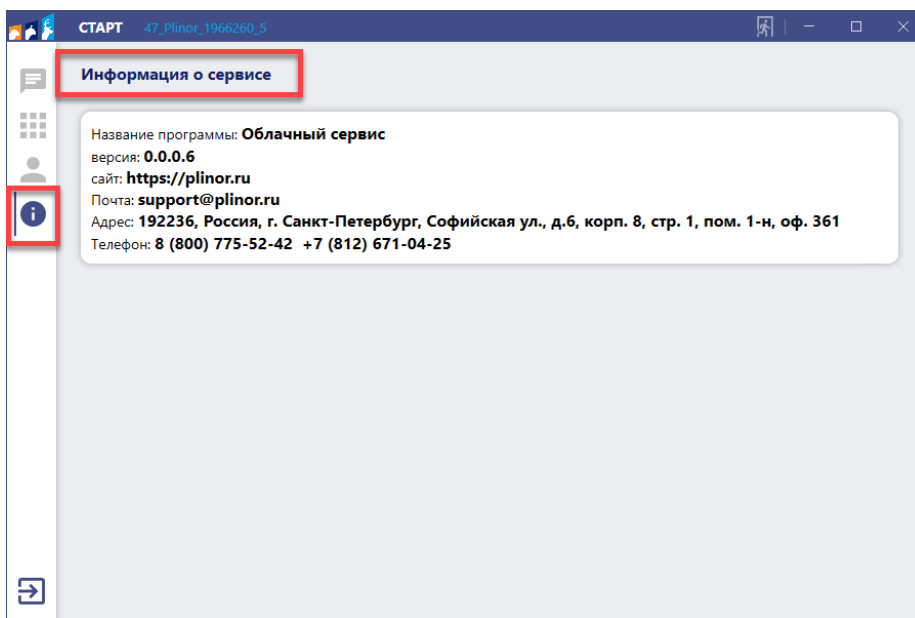 СТАРТ 47_Plinor_1966260_5
Информация о сервисе
Название программы: Облачный сервис
версия: 0.0.0.6
сайт: https://plinor.ru
Почта: support@plinor.ru
Адрес: 192236, Россия, г. Санкт-Петербург, Софийская ул., д.6, корп. 8, стр. 1, пом. 1-н, оф. 361
Телефон: 8 (800) 775-52-42 +7 (812) 671-04-25